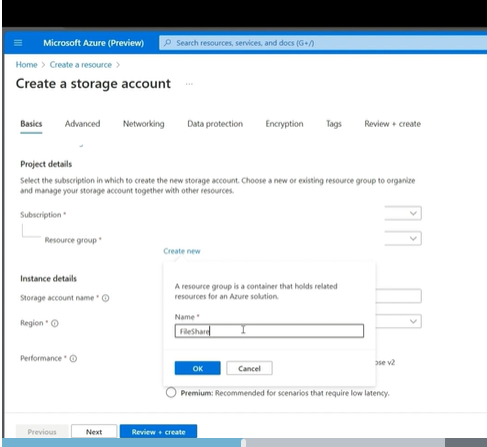 Microsoft Azure (Preview)
Search resources, services, and docs (G+/)
Home > Create a resource >
Create a storage account ...
Basics Advanced Networking Data protection Encryption Tags Review + create
Project details
Select the subscription in which to create the new storage account. Choose a new or existing resource group to organize
and manage your storage account together with other resources.
Subscription *
Resource group *
Create new
A resource group is a container that holds related
resources for an Azure solution.
Name *
FileShare
OK Cancel
Instance details
Storage account name *
Region *
Performance *
ose v2
Premium: Recommended for scenarios that require low latency.
Previous Next Review + create